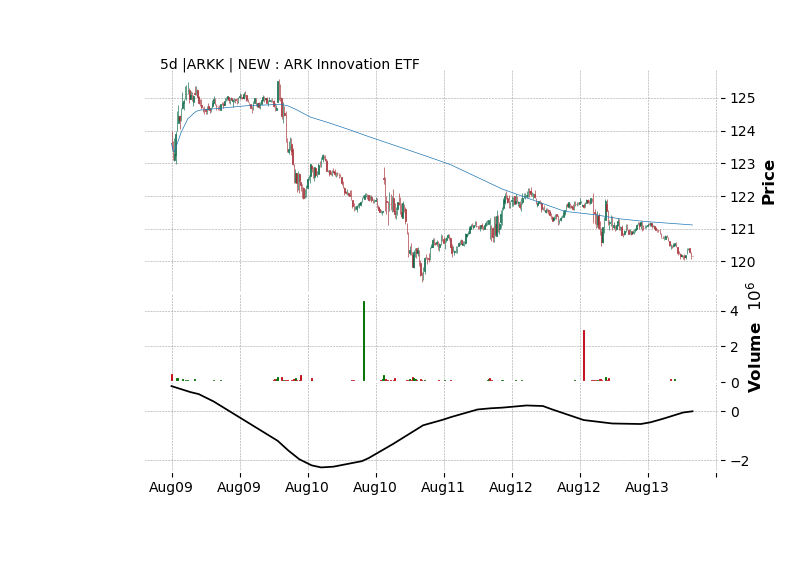 5d |ARKK | NEW : ARK Innovation ETF
125
124
123
122
121
120
Price
4
2
0
Volume 10^6
0
−2
Aug09 Aug09 Aug10 Aug10 Aug11 Aug12 Aug12 Aug13